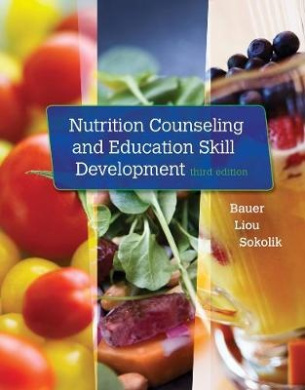 Nutrition Counseling
and Education Skill
Development third edition
Bauer
Liou
Sokolik